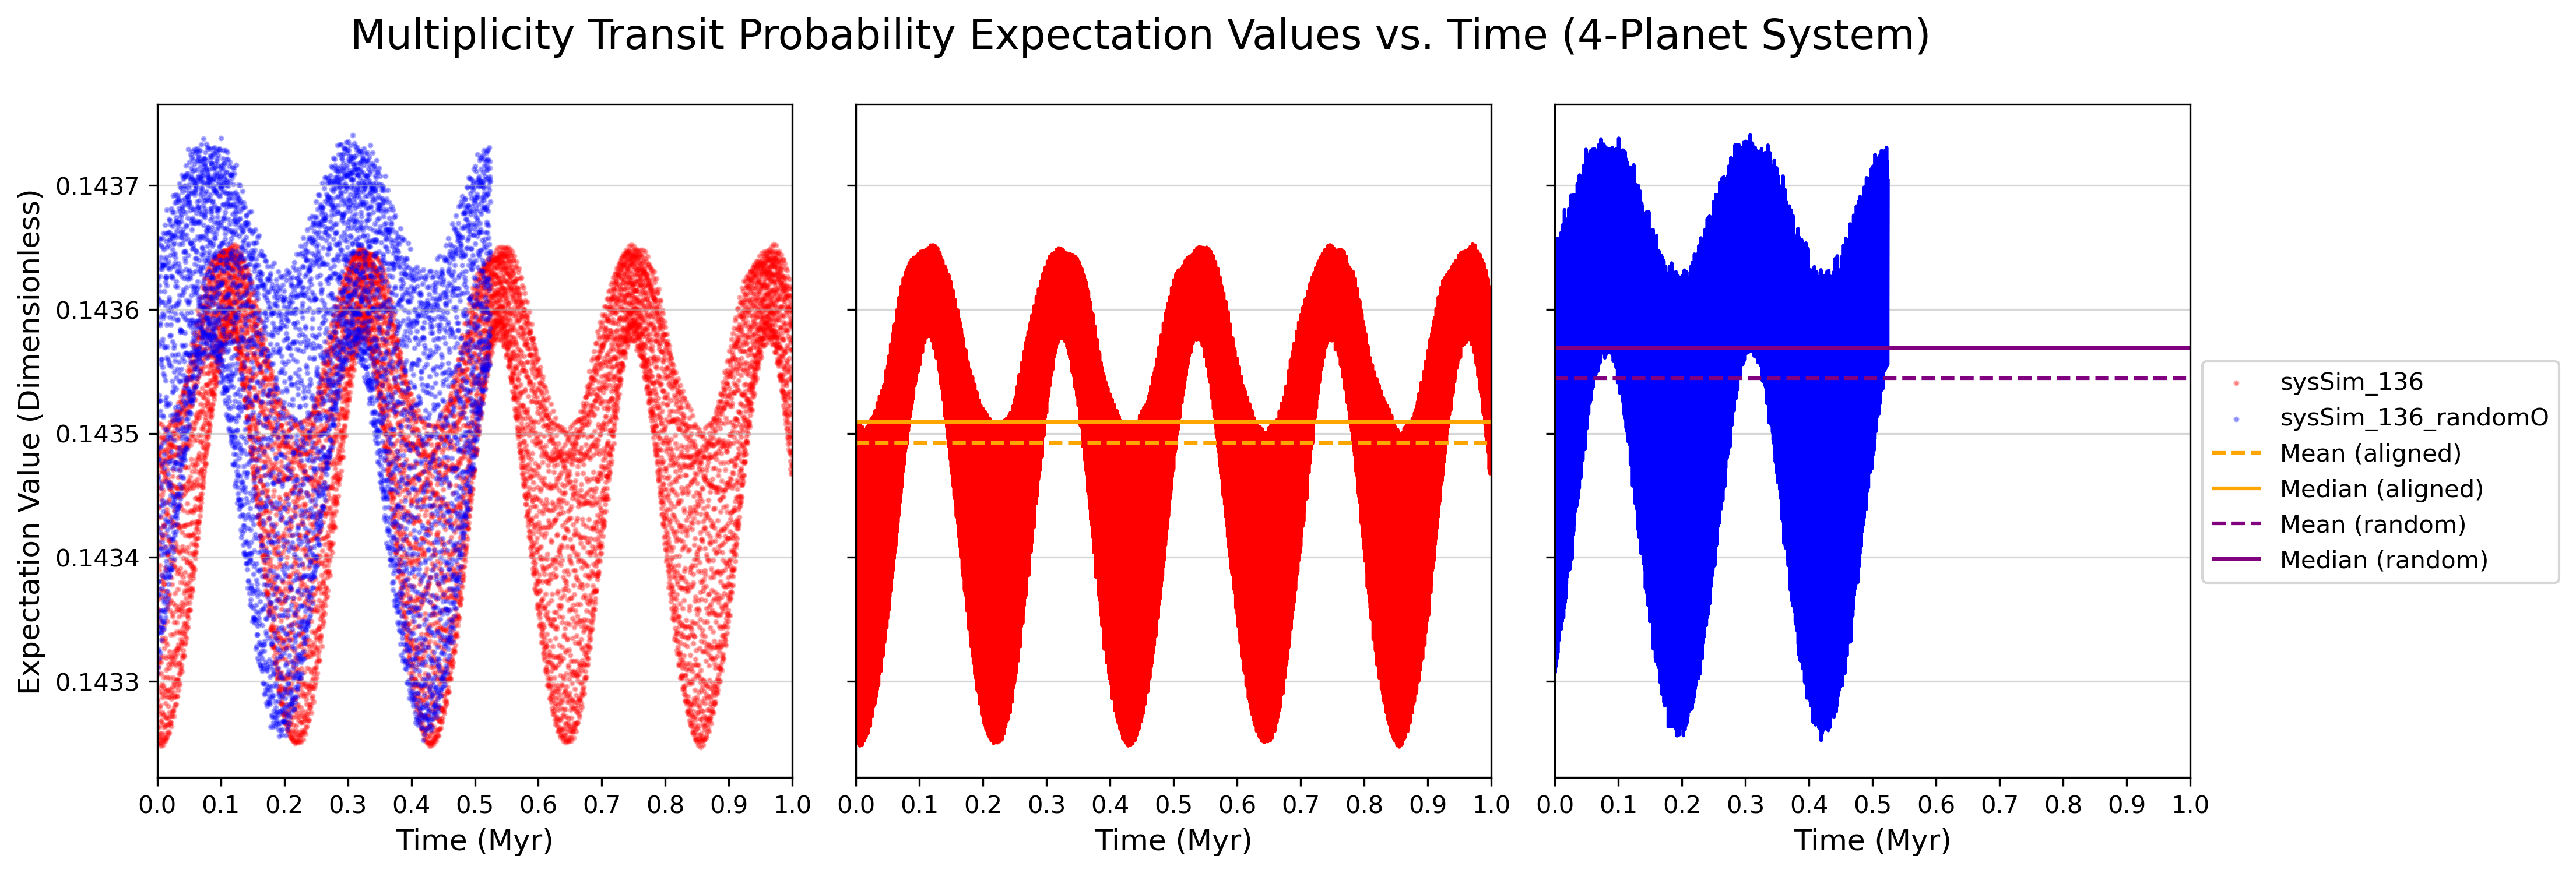 Multiplicity Transit Probability Expectation Values vs. Time (4-Planet System)
Expectation Value (Dimensionless)
0.1437
0.1436
0.1435
0.1434
0.1433
0.0 0.1 0.2 0.3 0.4 0.5 0.6 0.7 0.8 0.9 1.0
Time (Myr)
0.0 0.1 0.2 0.3 0.4 0.5 0.6 0.7 0.8 0.9 1.0
Time (Myr)
0.0 0.1 0.2 0.3 0.4 0.5 0.6 0.7 0.8 0.9 1.0
Time (Myr)
sysSim_136
sysSim_136_randomO
Mean (aligned)
Median (aligned)
Mean (random)
Median (random)